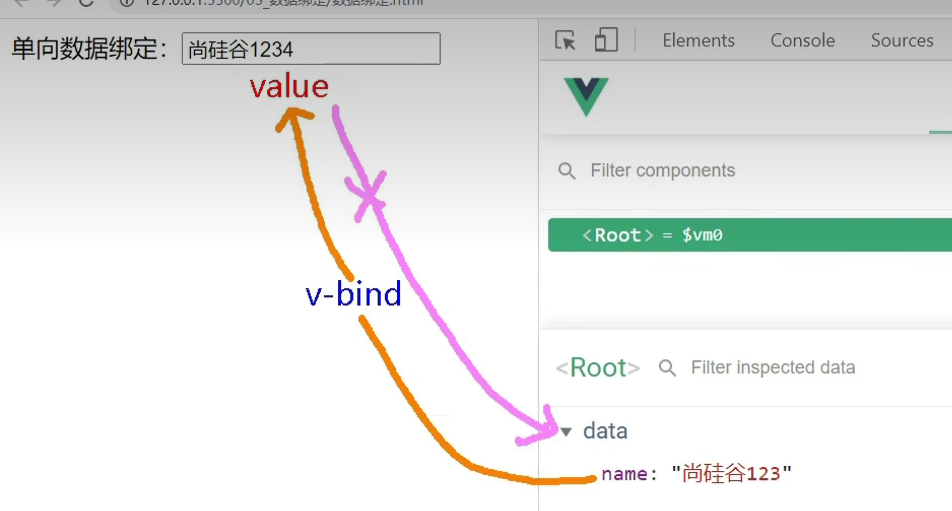 127.0.0.1:5500/05_数据绑定/数据绑定.html
单向数据绑定：尚硅谷1234
value
v-bind
Elements Console Sources
Filter components
<Root> = $vm0
<Root> Filter inspected data
data
name: "尚硅谷123"